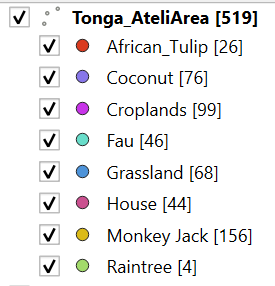 Tonga_AteliArea [519]
African_Tulip [26]
Coconut [76]
Croplands [99]
Fau [46]
Grassland [68]
House [44]
Monkey Jack [156]
Raintree [4]